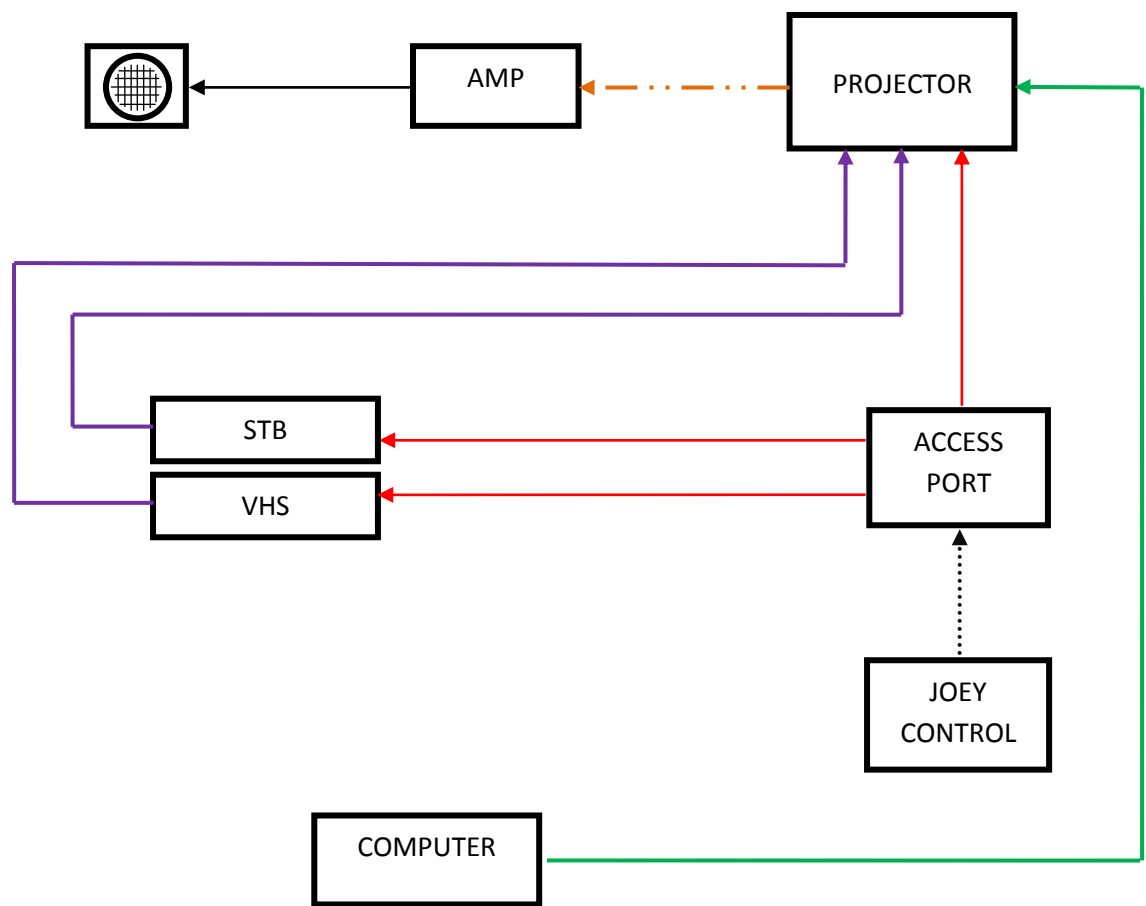 AMP
PROJECTOR
STB
VHS
ACCESS
PORT
JOEY
CONTROL
COMPUTER